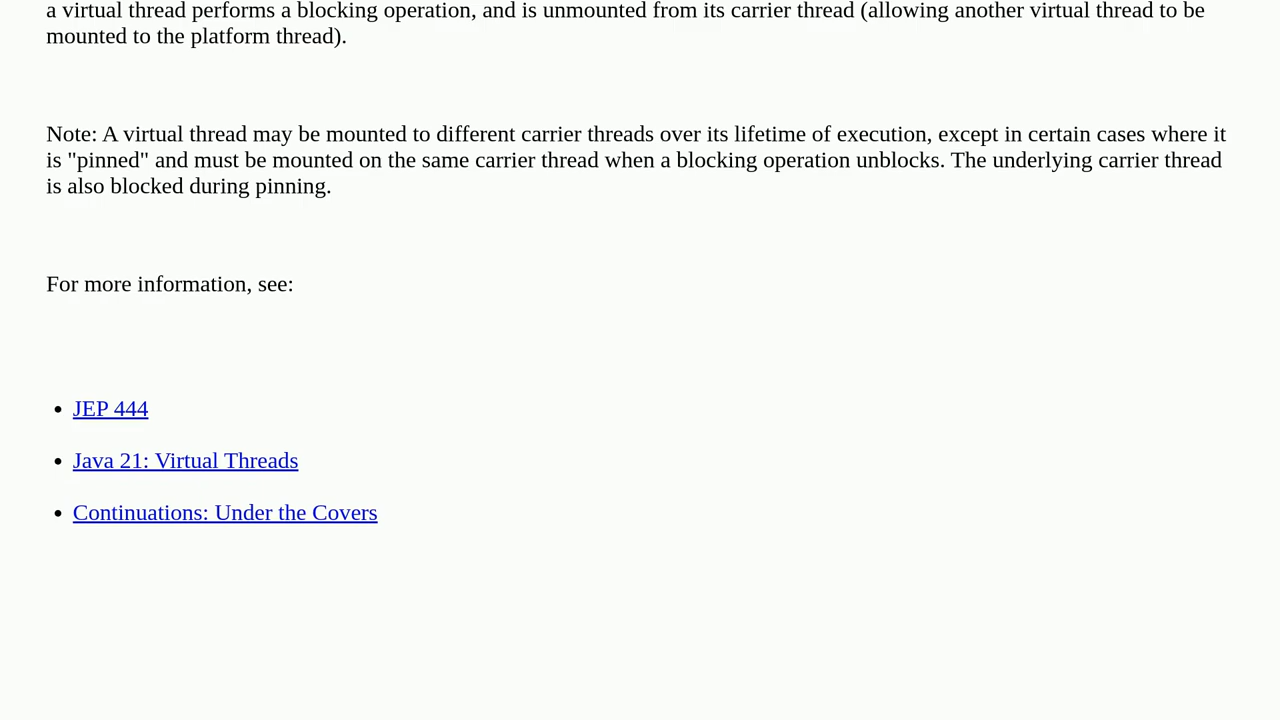 a virtual thread performs a blocking operation, and is unmounted from its carrier thread (allowing another virtual thread to be
mounted to the platform thread).
Note: A virtual thread may be mounted to different carrier threads over its lifetime of execution, except in certain cases where it
is "pinned" and must be mounted on the same carrier thread when a blocking operation unblocks. The underlying carrier thread
is also blocked during pinning.
For more information, see:
• JEP 444
• Java 21: Virtual Threads
• Continuations: Under the Covers